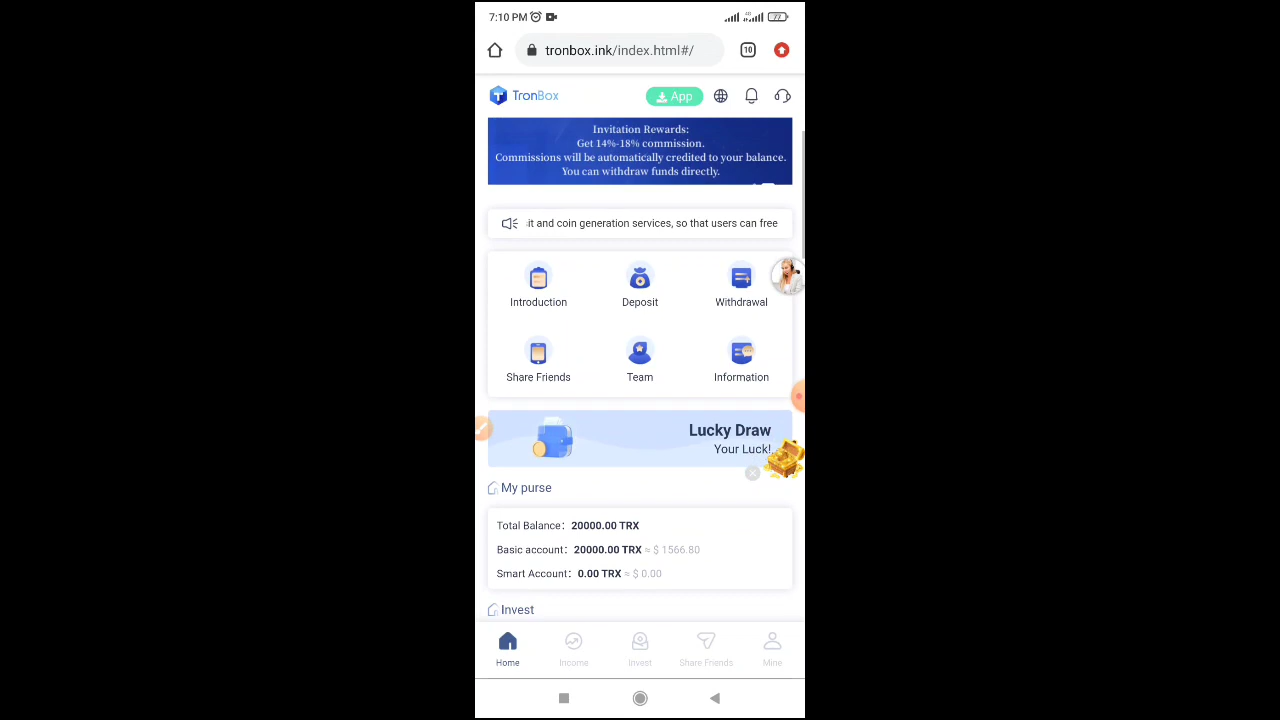 7:10 PM
4G
77
tronbox.ink/index.html#/
10
TronBox
App
Invitation Rewards:
Get 14%-18% commission.
Commissions will be automatically credited to your balance.
You can withdraw funds directly.
it and coin generation services, so that users can free
Introduction
Deposit
Withdrawal
Share Friends
Team
Information
Lucky Draw
Your Luck!
My purse
Total Balance: 20000.00 TRX
Basic account: 20000.00 TRX ≈ $ 1566.80
Smart Account: 0.00 TRX ≈ $ 0.00
Invest
Home
Income
Invest
Share Friends
Mine